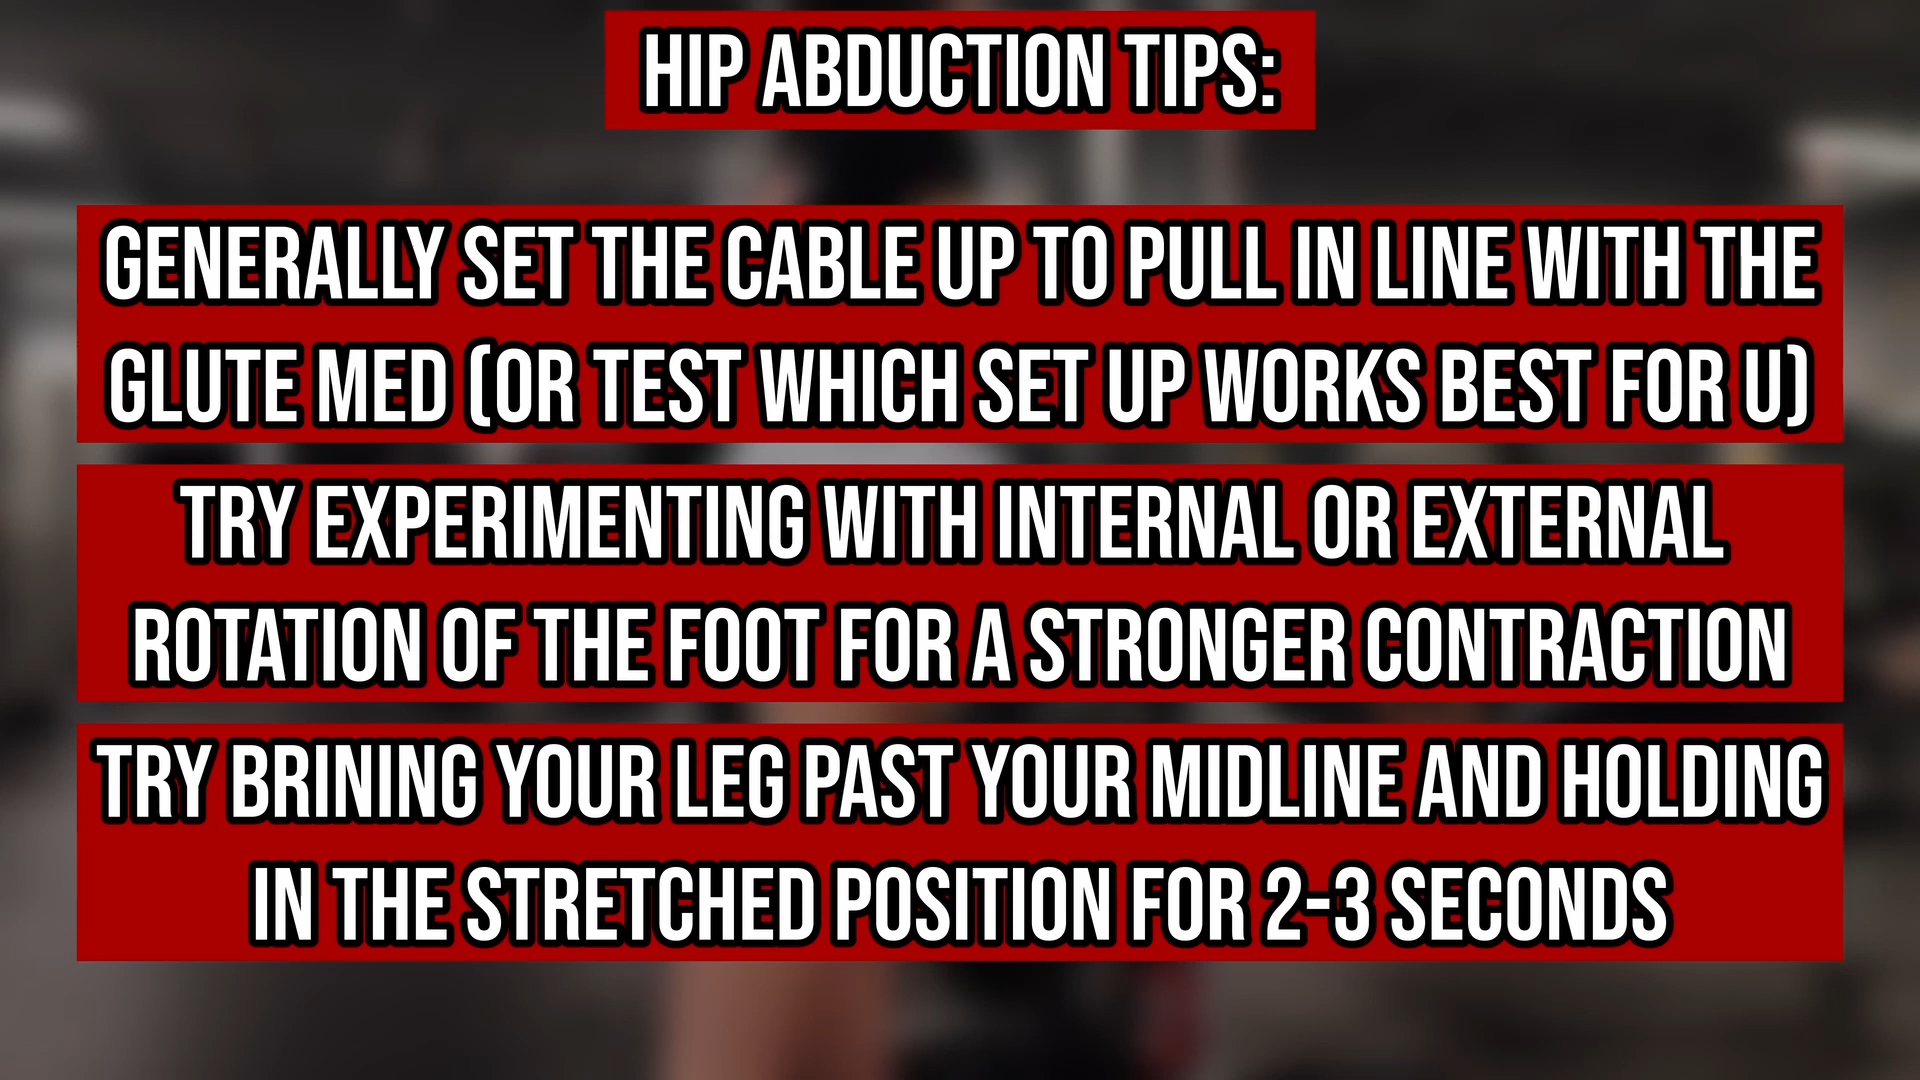 HIP ABDUCTION TIPS:
GENERALLY SET THE CABLE UP TO PULL IN LINE WITH THE
GLUTE MED (OR TEST WHICH SET UP WORKS BEST FOR U)
TRY EXPERIMENTING WITH INTERNAL OR EXTERNAL
ROTATION OF THE FOOT FOR A STRONGER CONTRACTION
TRY BRINING YOUR LEG PAST YOUR MIDLINE AND HOLDING
IN THE STRETCHED POSITION FOR 2-3 SECONDS